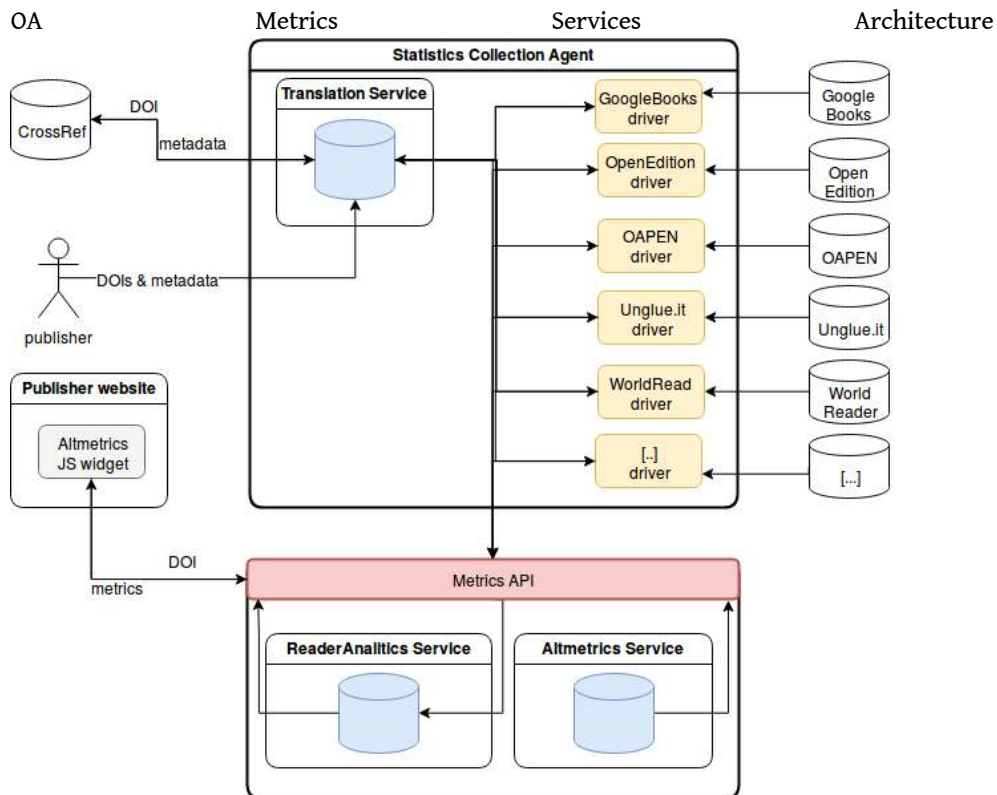 OA Metrics Services Architecture
Statistics Collection Agent
Translation Service
CrossRef
DOI
metadata
publisher
DOIs & metadata
GoogleBooks
driver
OpenEdition
driver
OAPEN
driver
Unglue.it
driver
WorldRead
driver
[..]
driver
Google
Books
Open
Edition
OAPEN
Unglue.it
World
Reader
[...]
Publisher website
Altmetrics
JS widget
DOI
metrics
Metrics API
ReaderAnalitics Service
Altmetrics Service